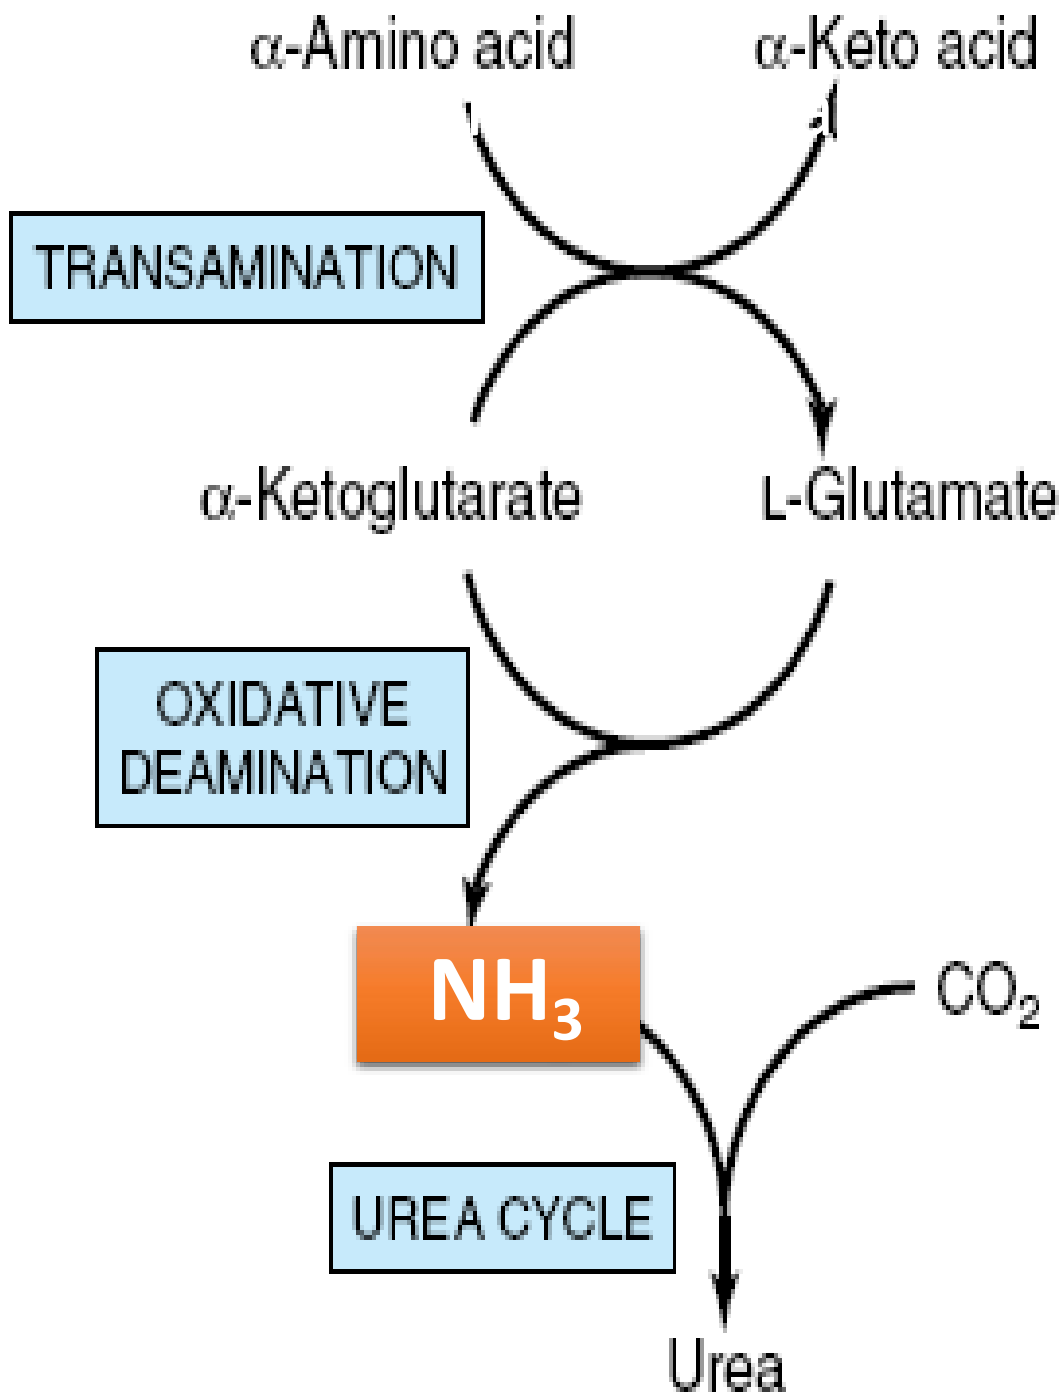 α-Amino acid
α-Keto acid
TRANSAMINATION
α-Ketoglutarate
L-Glutamate
OXIDATIVE
DEAMINATION
NH₃
CO₂
UREA CYCLE
Urea